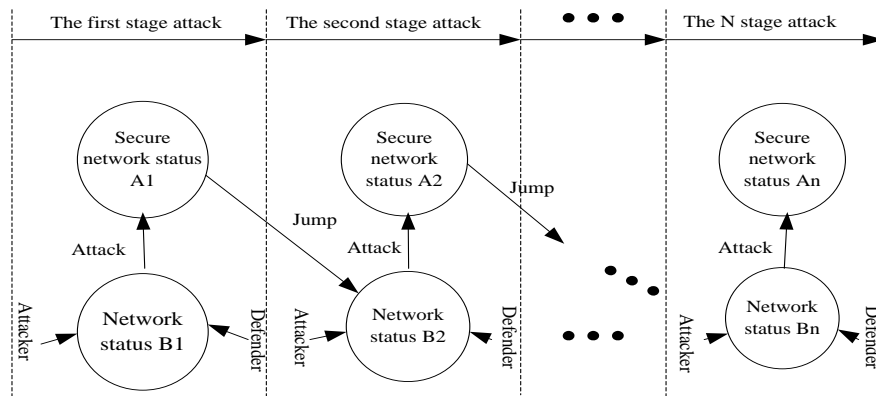 The first stage attack
The second stage attack
The N stage attack
Secure
network status
A1
Secure
network
status A2
Secure
network
status An
Jump
Jump
Attack
Attack
Attack
Attacker
Network
status B1
Defender
Attacker
Network
status B2
Defender
Attacker
Network
status Bn
Defender